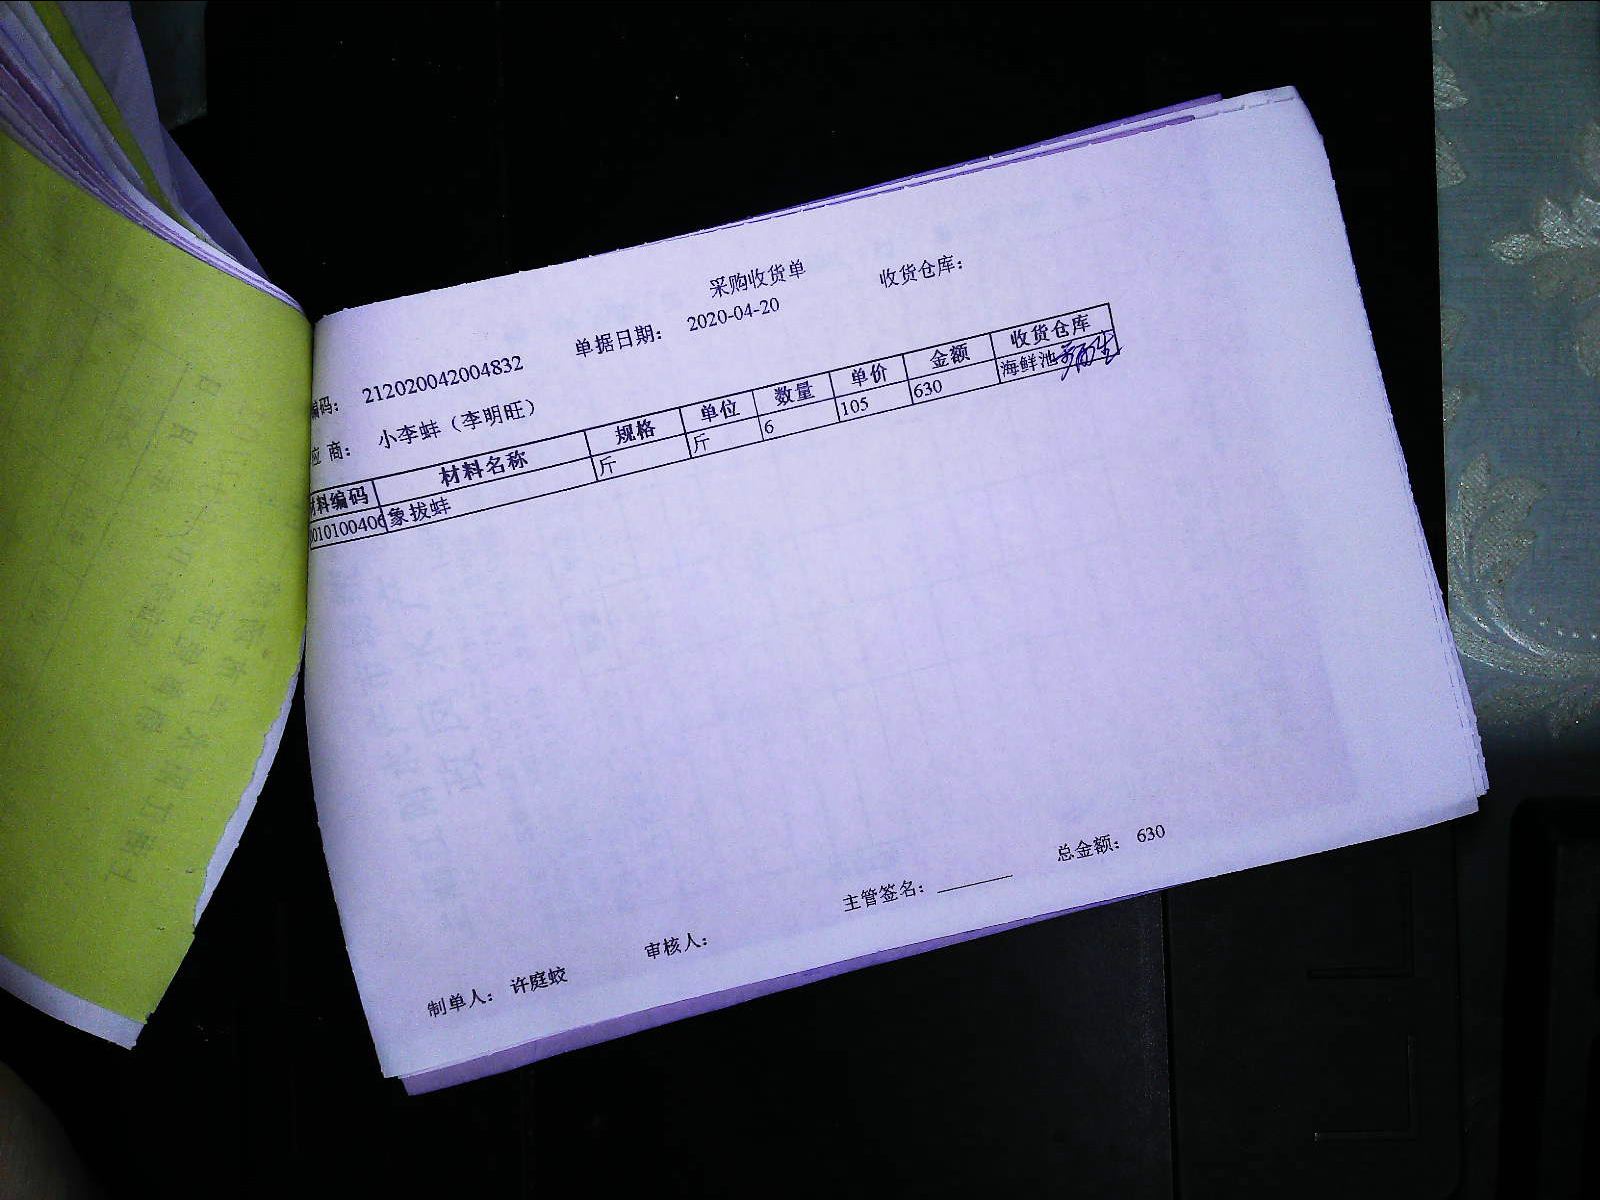 采购收货单
收货仓库：
编码： 212020042004832 单据日期： 2020-04-20
应商： 小李蚌（李明旺）
材料编码 材料名称 规格 单位 数量 单价 金额 收货仓库
0010100406 象拔蚌 斤 斤 6 105 630 海鲜池
总金额： 630
主管签名：
审核人：
制单人： 许庭蛟